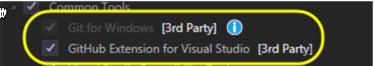 Common Tools
Git for Windows [3rd Party]
GitHub Extension for Visual Studio [3rd Party]